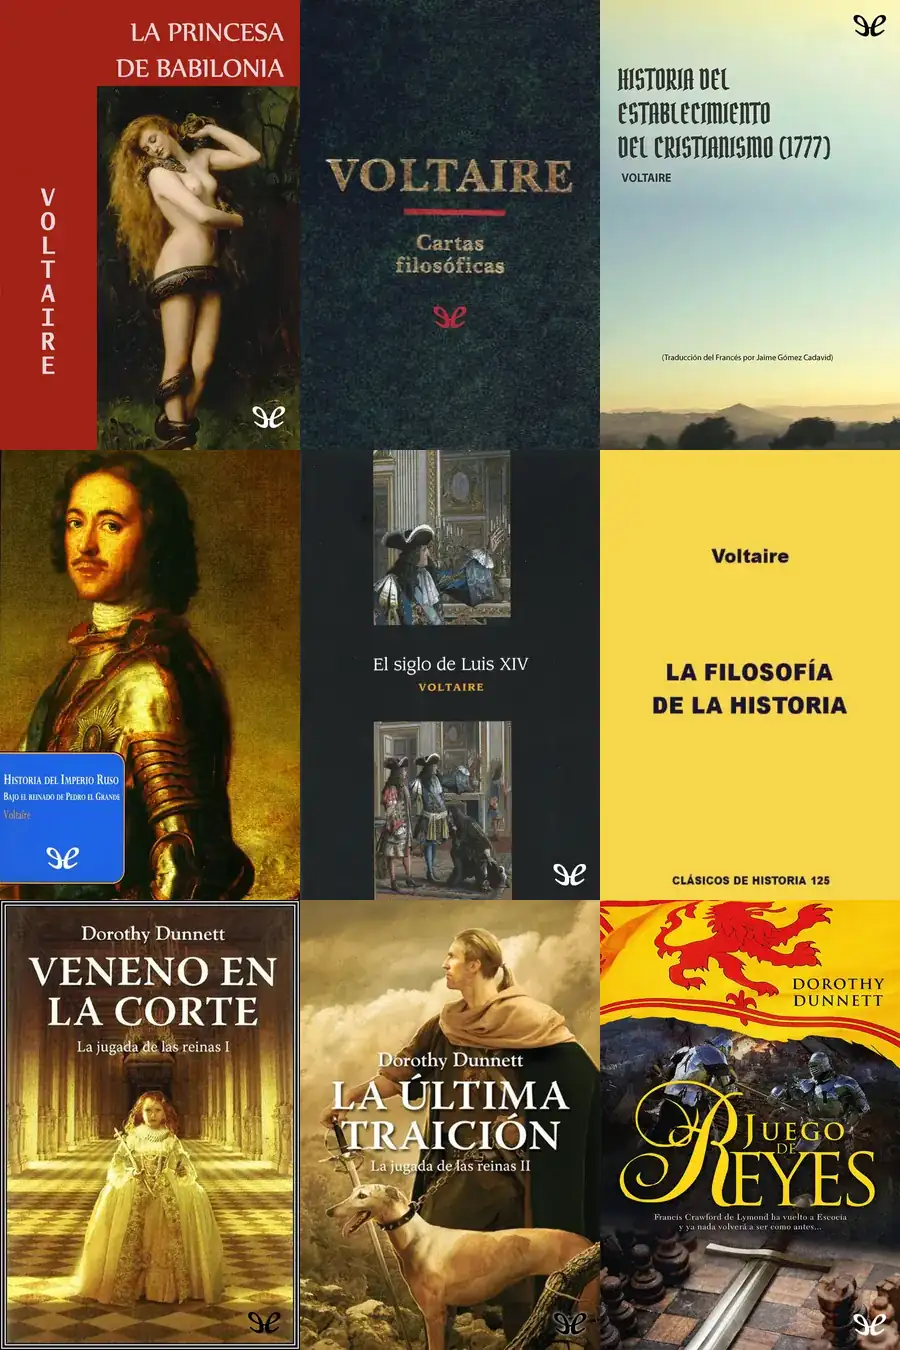 LA PRINCESA
DE BABILONIA
VOLTAIRE
VOLTAIRE
Cartas
filosóficas
HISTORIA DEL
ESTABLECIMIENTO
DEL CRISTIANISMO (1777)
VOLTAIRE
(Traducción del Francés por Jaime Gómez Cadavid)
HISTORIA DEL IMPERIO RUSO
BAJO EL REINADO DE PEDRO EL GRANDE
Voltaire
El siglo de Luis XIV
VOLTAIRE
Voltaire
LA FILOSOFÍA
DE LA HISTORIA
CLÁSICOS DE HISTORIA 125
Dorothy Dunnett
VENENO EN
LA CORTE
La jugada de las reinas I
Dorothy Dunnett
LA ÚLTIMA
TRAICIÓN
La jugada de las reinas II
DOROTHY
DUNNETT
JUEGO
DE
REYES
Francis Crawford de Lymond ha vuelto a Escocia
y ya nada volverá a ser como antes...